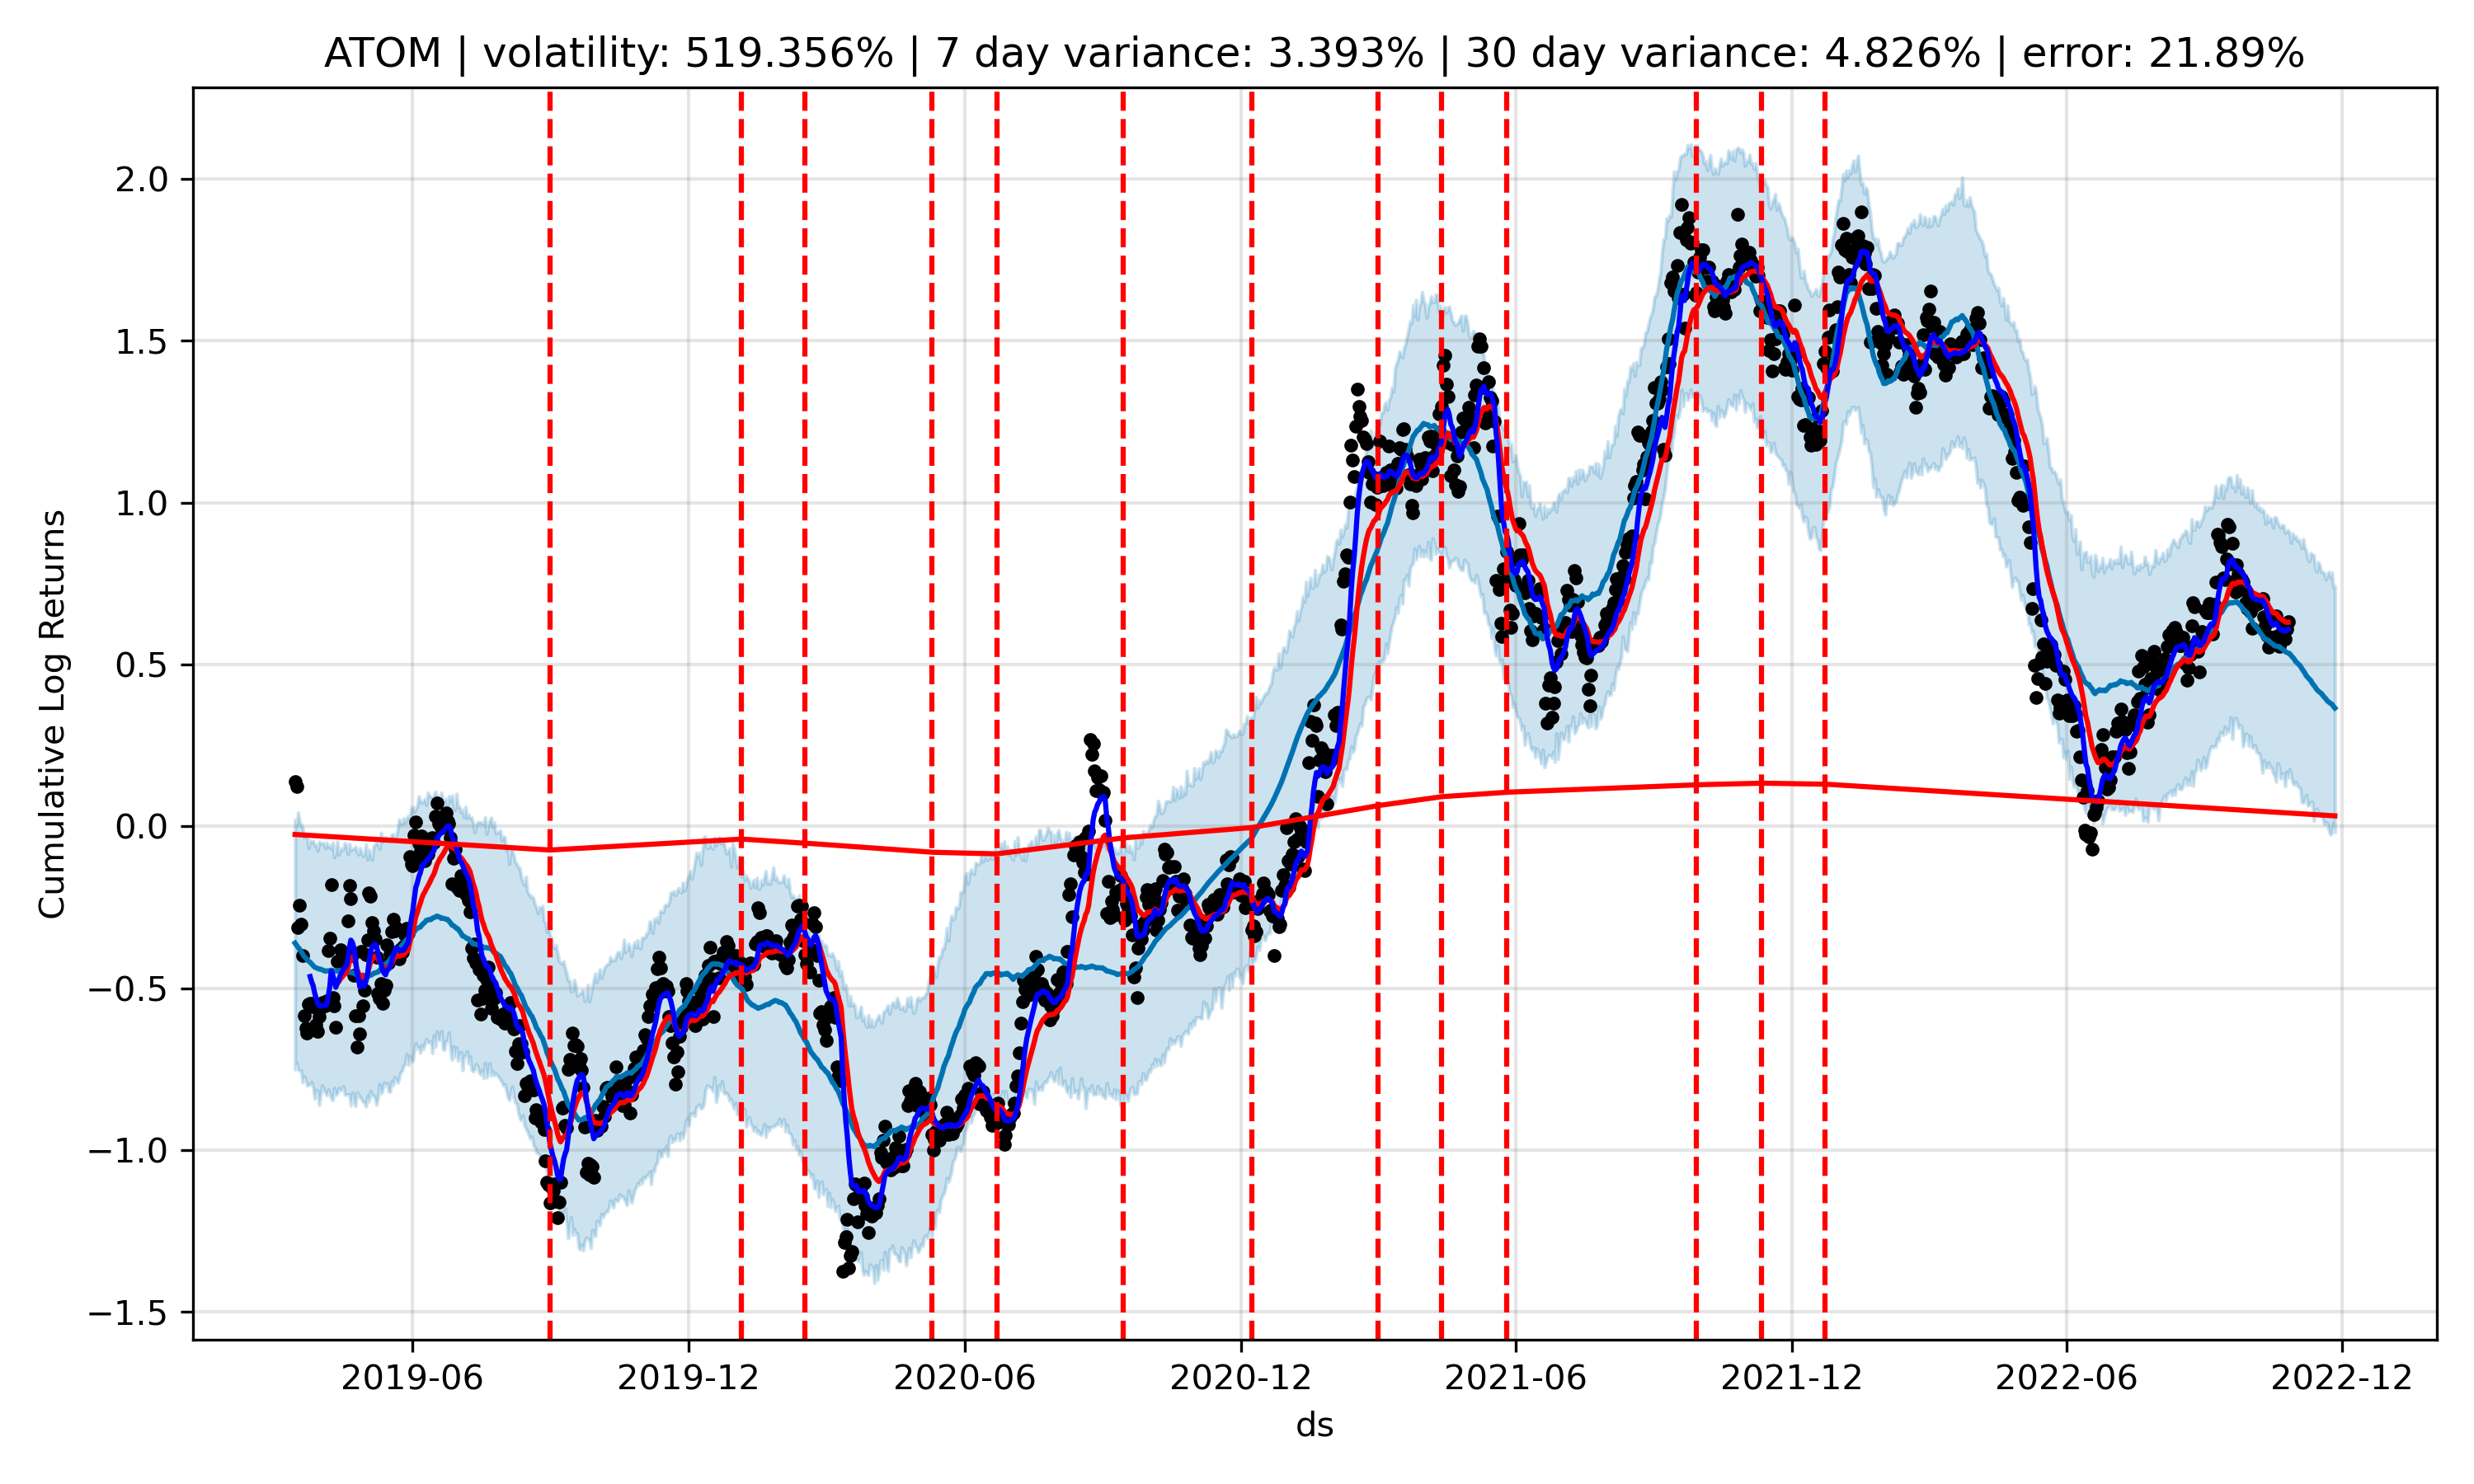 ATOM | volatility: 519.356% | 7 day variance: 3.393% | 30 day variance: 4.826% | error: 21.89%
Cumulative Log Returns
2.0
1.5
1.0
0.5
0.0
−0.5
−1.0
−1.5
2019-06 2019-12 2020-06 2020-12 2021-06 2021-12 2022-06 2022-12
ds